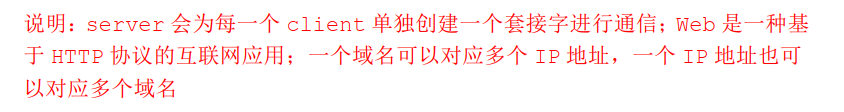 说明：server 会为每一个 client 单独创建一个套接字进行通信；Web 是一种基
于 HTTP 协议的互联网应用；一个域名可以对应多个 IP 地址，一个 IP 地址也可
以对应多个域名